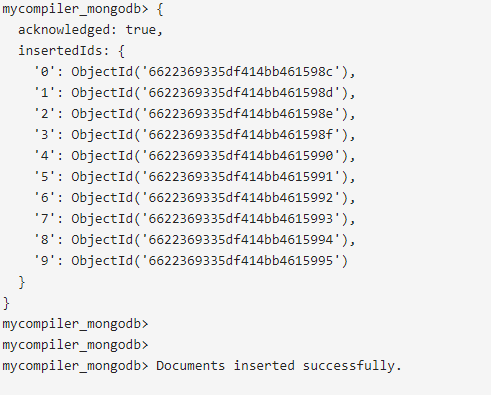 mycompiler_mongodb> {
  acknowledged: true,
  insertedIds: {
    '0': ObjectId('6622369335df414bb461598c'),
    '1': ObjectId('6622369335df414bb461598d'),
    '2': ObjectId('6622369335df414bb461598e'),
    '3': ObjectId('6622369335df414bb461598f'),
    '4': ObjectId('6622369335df414bb4615990'),
    '5': ObjectId('6622369335df414bb4615991'),
    '6': ObjectId('6622369335df414bb4615992'),
    '7': ObjectId('6622369335df414bb4615993'),
    '8': ObjectId('6622369335df414bb4615994'),
    '9': ObjectId('6622369335df414bb4615995')
  }
}
mycompiler_mongodb>
mycompiler_mongodb>
mycompiler_mongodb> Documents inserted successfully.